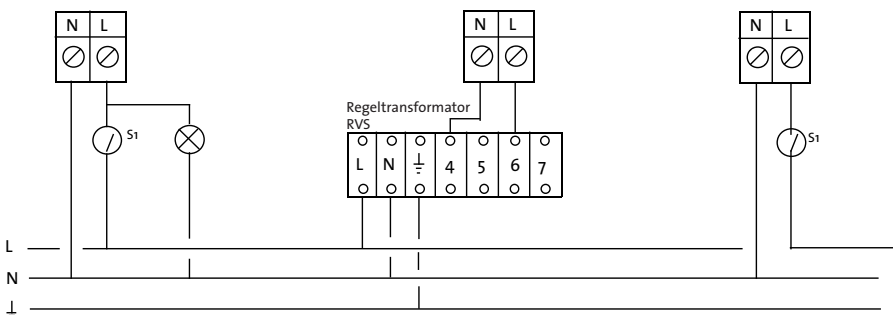 N L
N L
N L
S1
Regeltransformator
RVS
S1
L N ⏚ 4 5 6 7
L
N
⊥